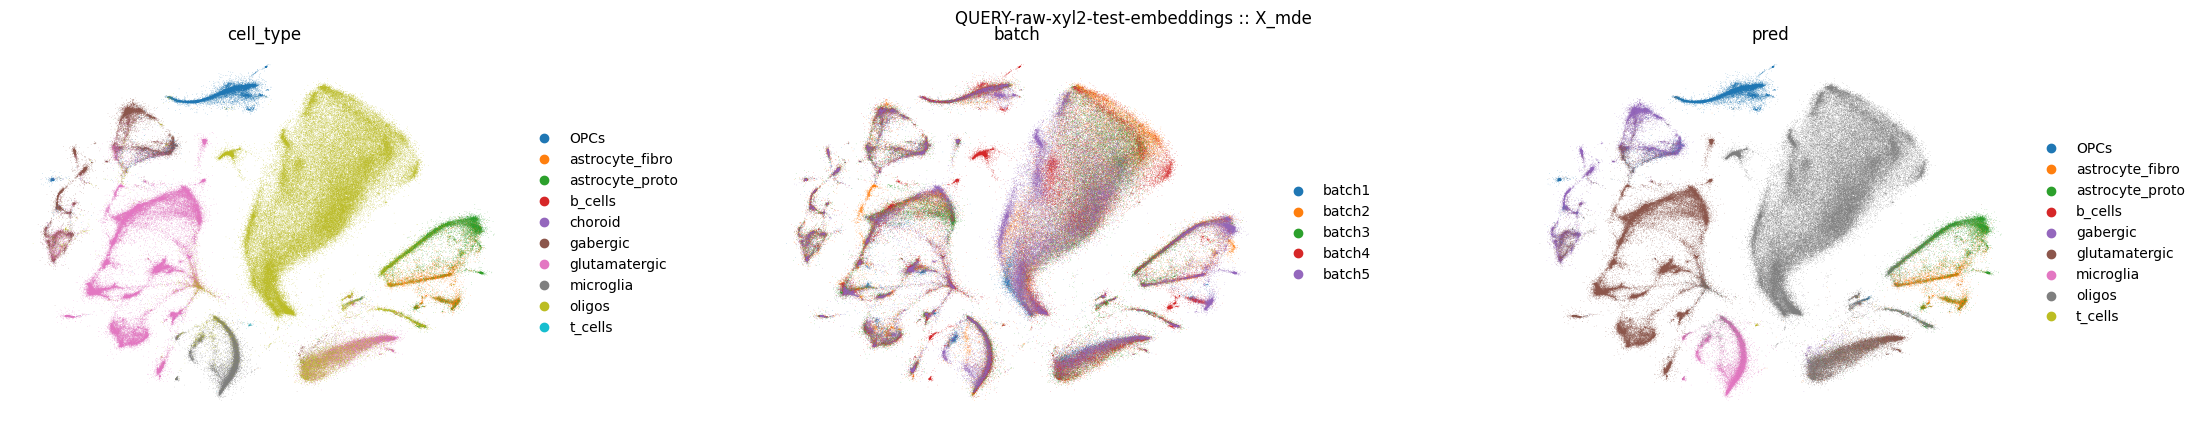 QUERY-raw-xyl2-test-embeddings :: X_mde
cell_type
OPCs
astrocyte_fibro
astrocyte_proto
b_cells
choroid
gabergic
glutamatergic
microglia
oligos
t_cells
batch
batch1
batch2
batch3
batch4
batch5
pred
OPCs
astrocyte_fibro
astrocyte_proto
b_cells
gabergic
glutamatergic
microglia
oligos
t_cells